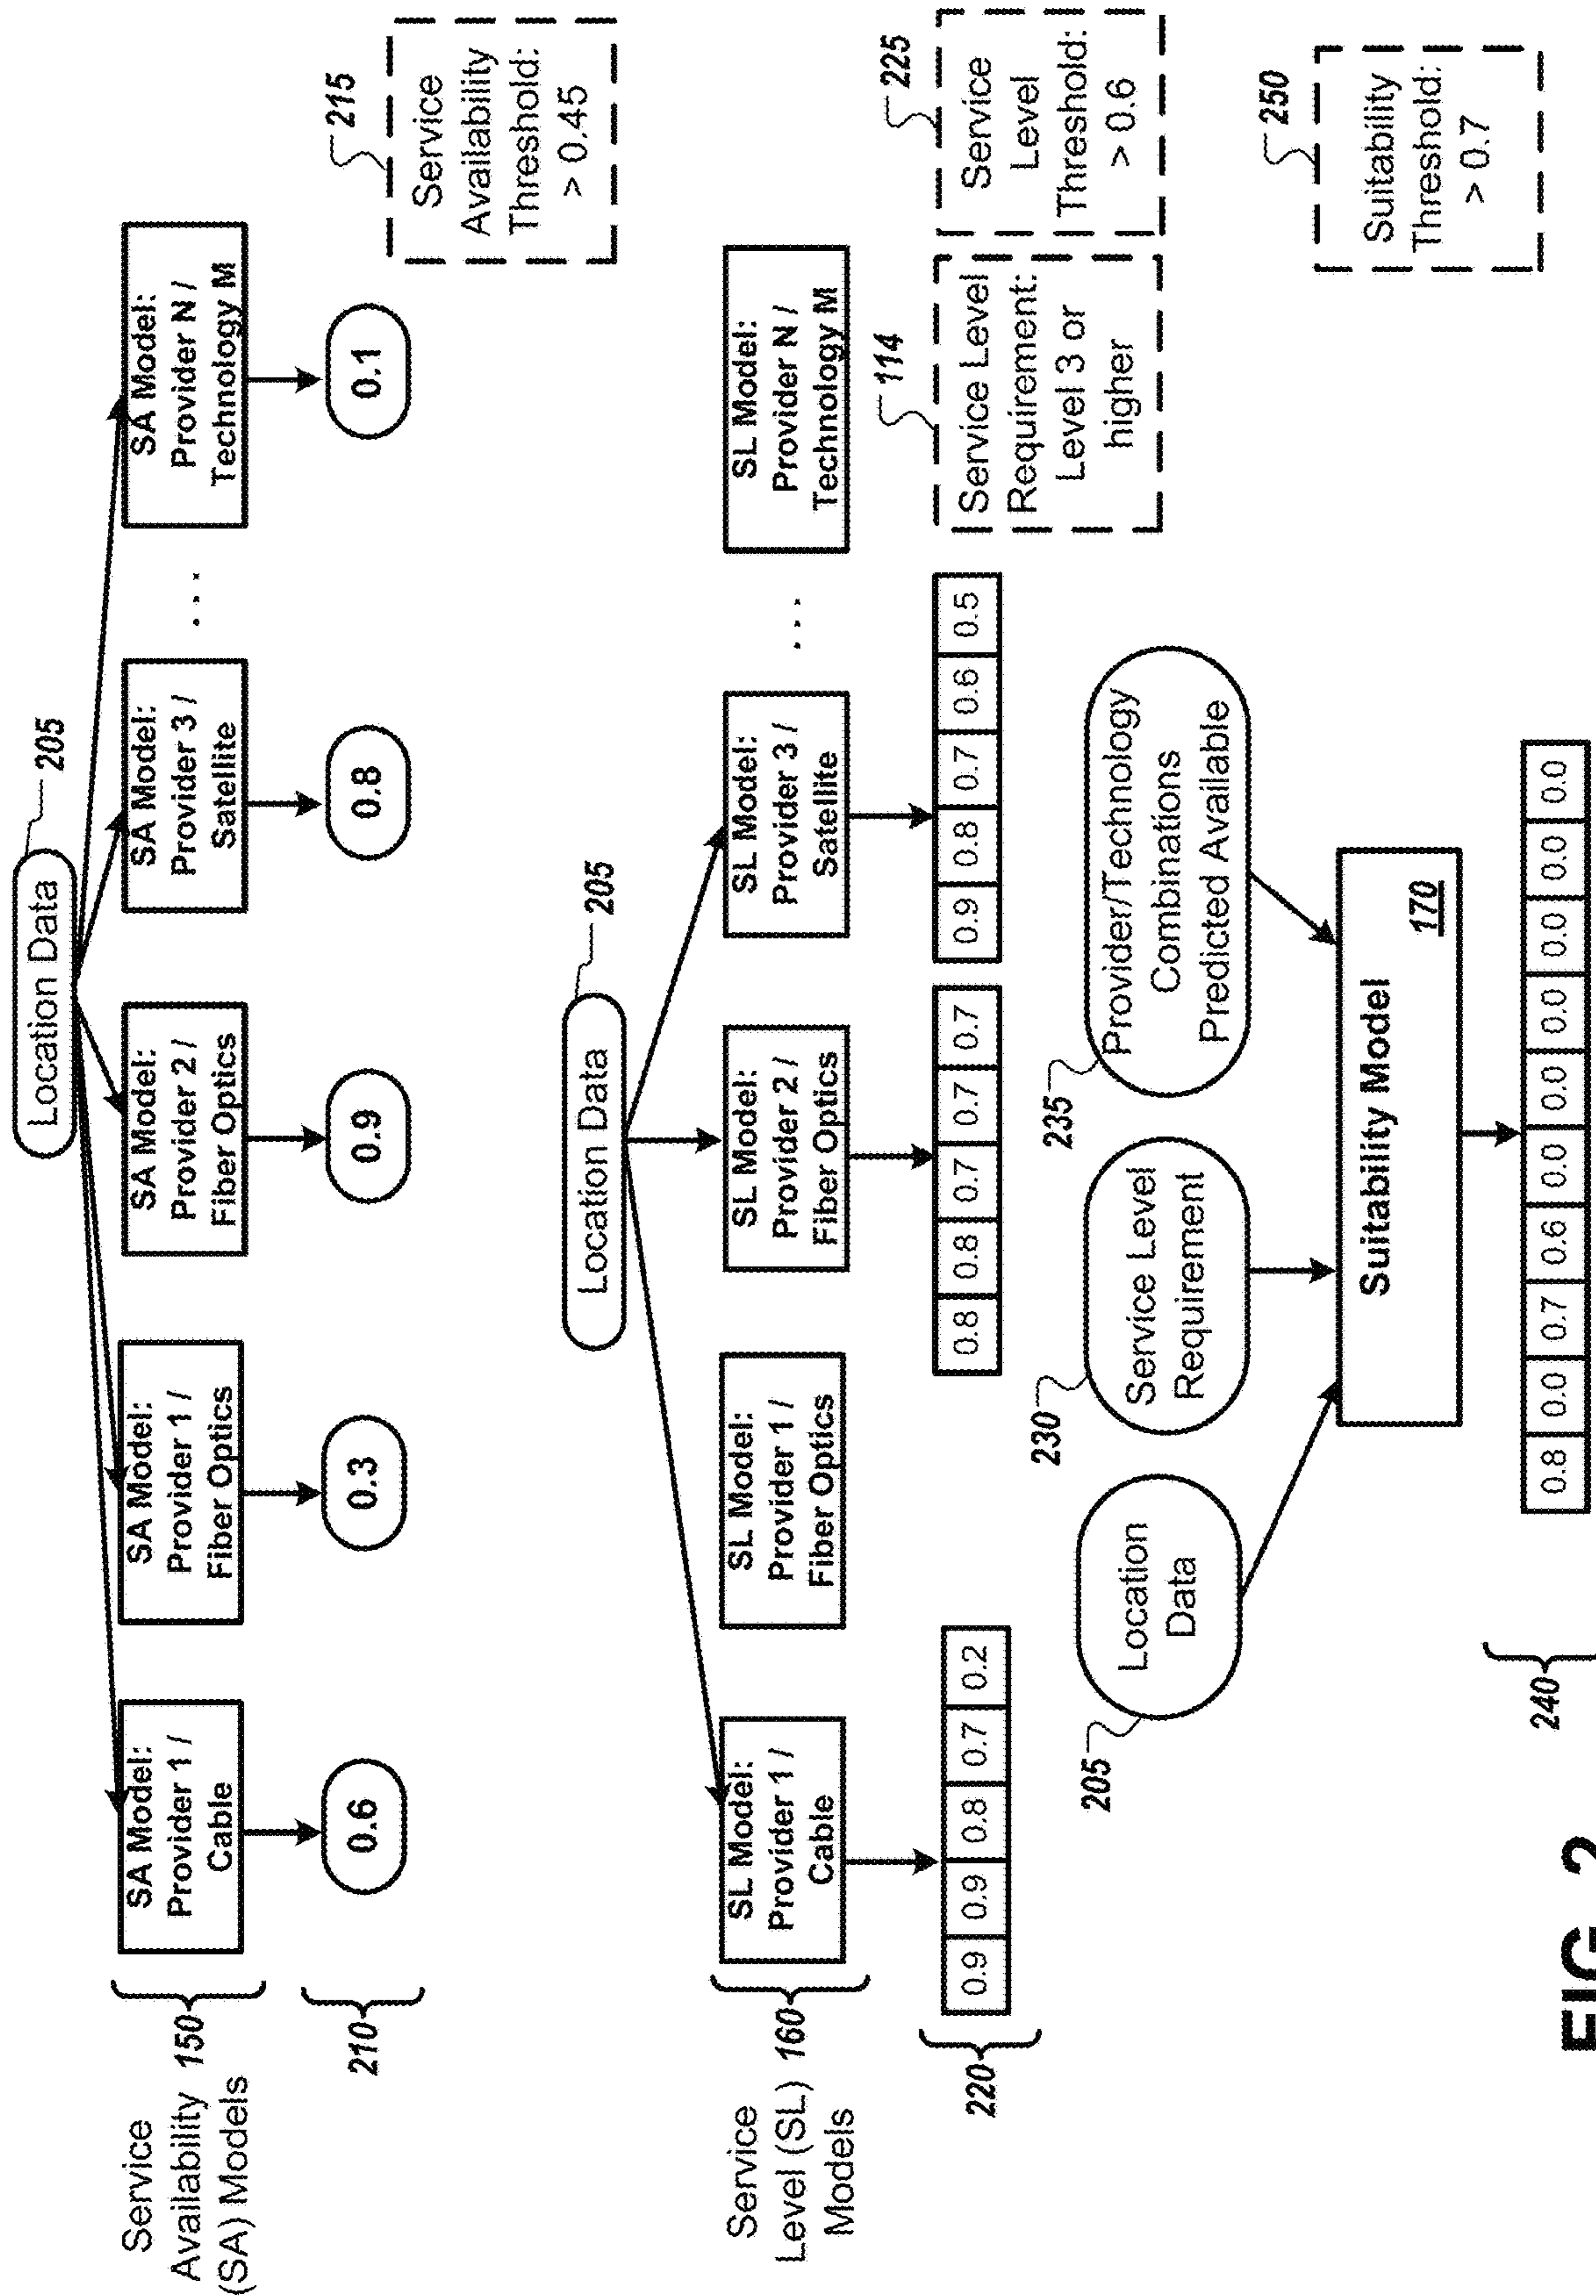 Location Data
205
Service
Availability
(SA) Models
150
SA Model:
Provider 1 /
Cable
SA Model:
Provider 1 /
Fiber Optics
SA Model:
Provider 2 /
Fiber Optics
SA Model:
Provider 3 /
Satellite
...
SA Model:
Provider N /
Technology M
210
0.6
0.3
0.9
0.8
0.1
215
Service
Availability
Threshold:
> 0.45
Location Data
205
Service
Level (SL)
Models
160
SL Model:
Provider 1 /
Cable
SL Model:
Provider 1 /
Fiber Optics
SL Model:
Provider 2 /
Fiber Optics
SL Model:
Provider 3 /
Satellite
...
SL Model:
Provider N /
Technology M
220
0.9 0.9 0.8 0.7 0.2
0.8 0.8 0.7 0.7 0.7
0.9 0.8 0.7 0.6 0.5
114
Service Level
Requirement:
Level 3 or
higher
225
Service
Level
Threshold:
> 0.6
205
Location
Data
230
Service Level
Requirement
235
Provider/Technology
Combinations
Predicted Available
Suitability Model
170
250
Suitability
Threshold:
> 0.7
240
0.8 0.0 0.7 0.6 0.0 0.0 0.0 0.0 0.0 0.0
FIG. 2